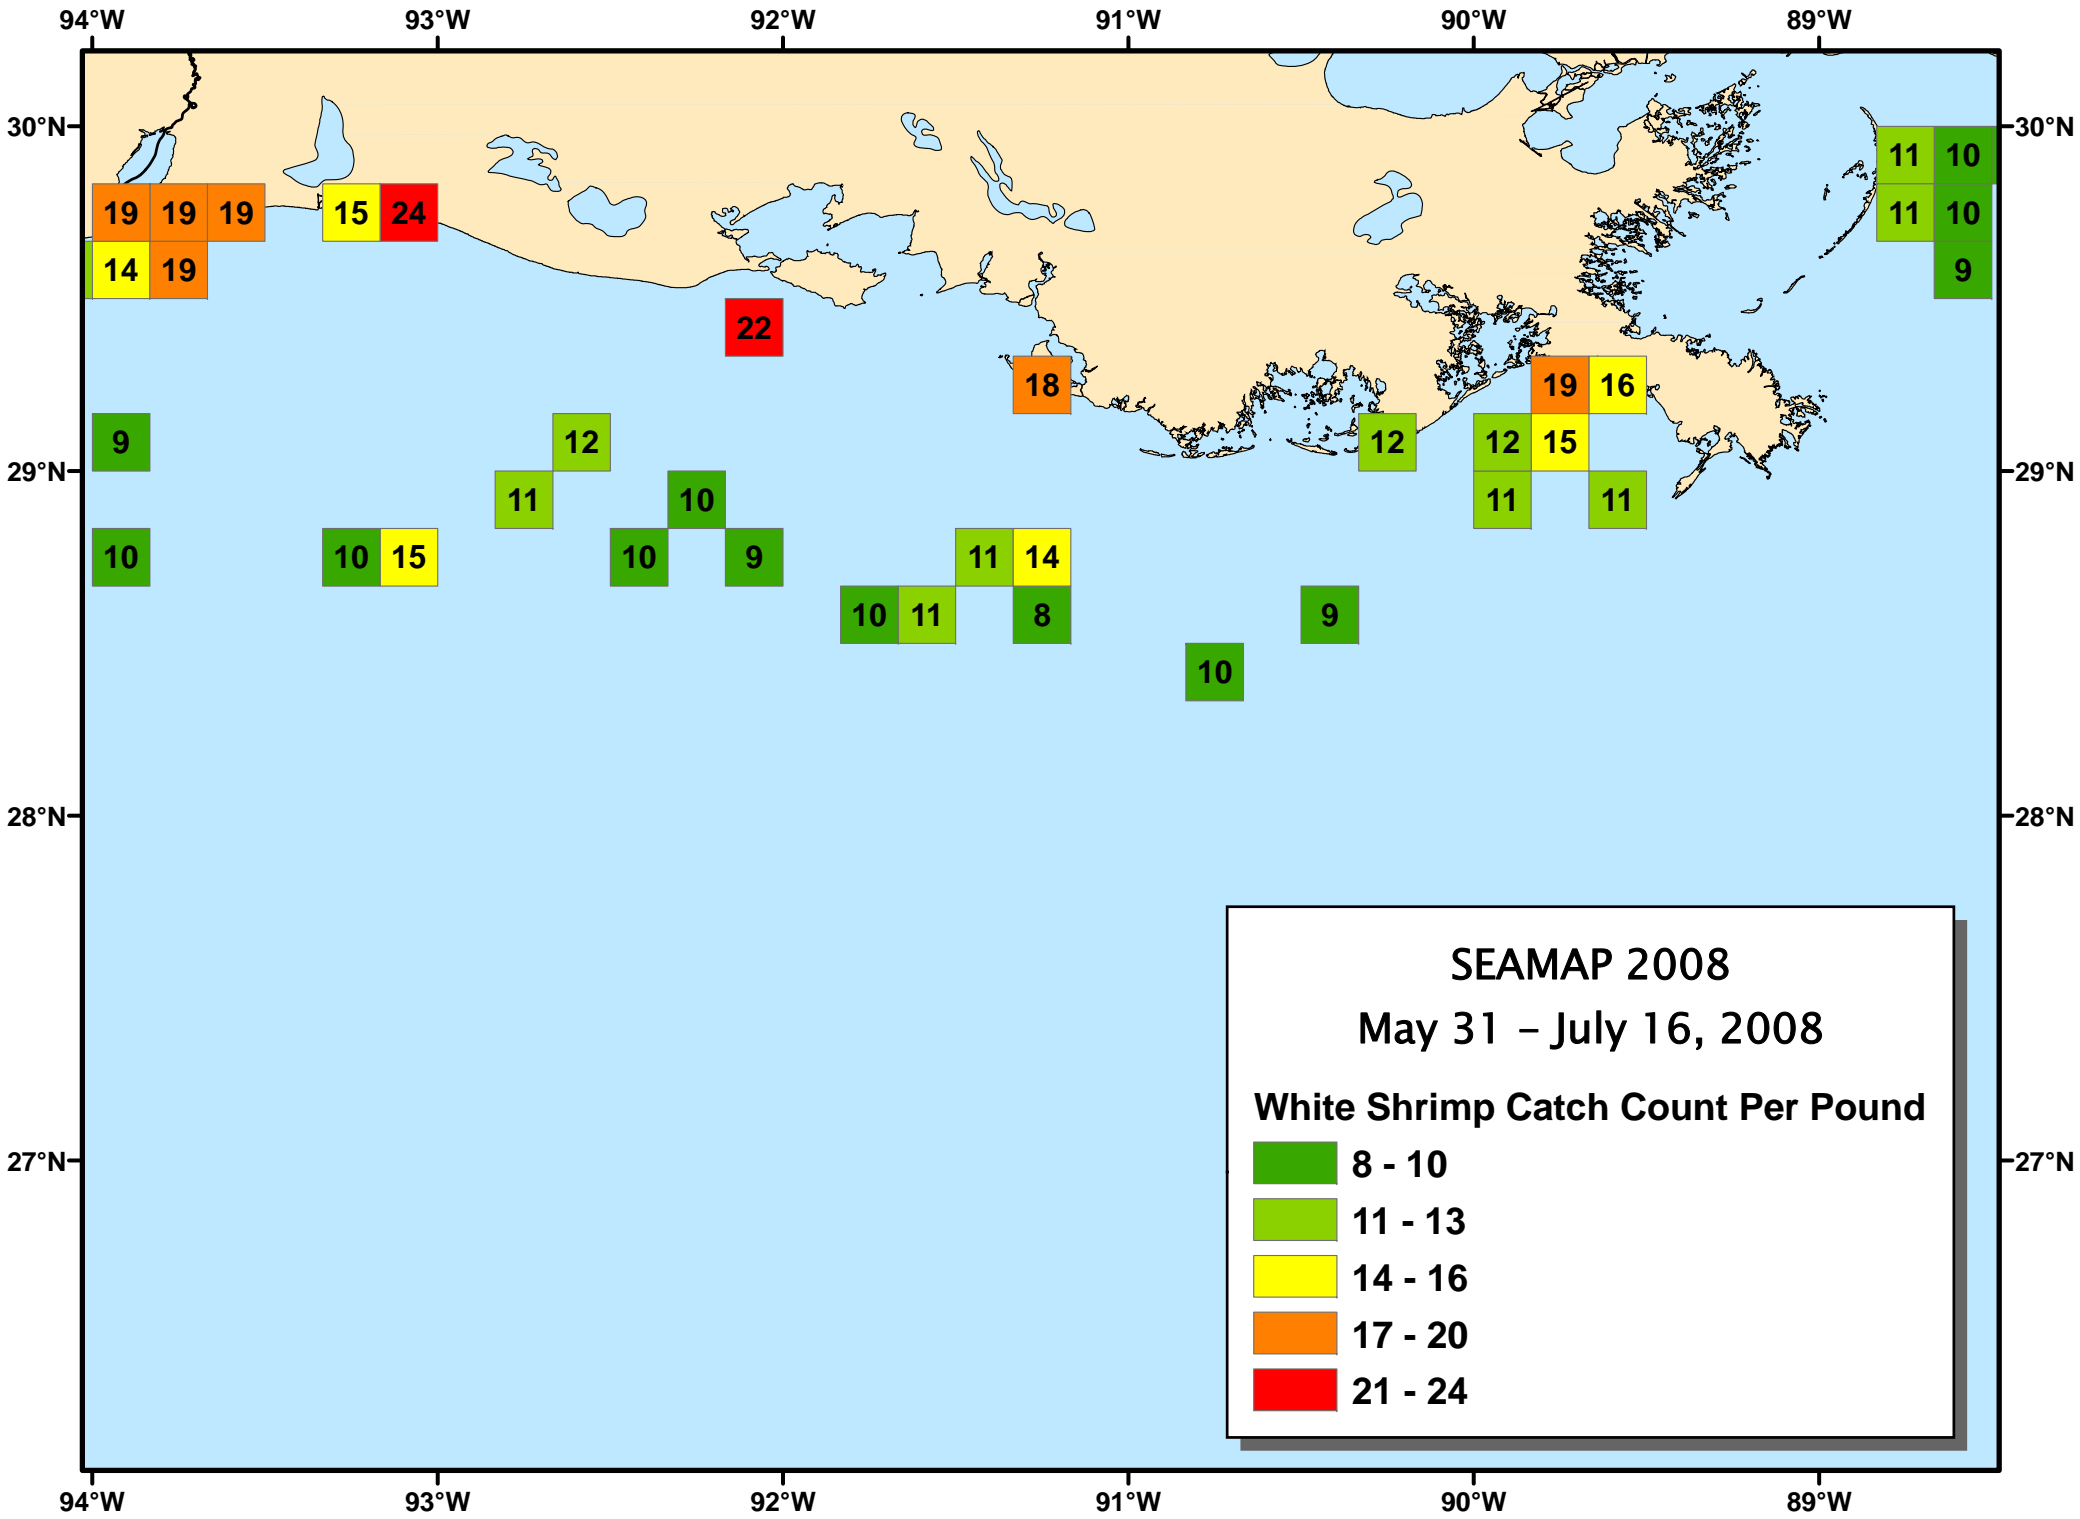 94°W 93°W 92°W 91°W 90°W 89°W
30°N 30°N
11 10
19 19 19 15 24 11 10
14 19 9
22
18 19 16
9 12 12 12 15
29°N 29°N
11 10 11 11
10 10 15 10 9 11 14
10 11 8 9
10
28°N 28°N
SEAMAP 2008
May 31 – July 16, 2008
White Shrimp Catch Count Per Pound
27°N 27°N
8 - 10
11 - 13
14 - 16
17 - 20
21 - 24
94°W 93°W 92°W 91°W 90°W 89°W